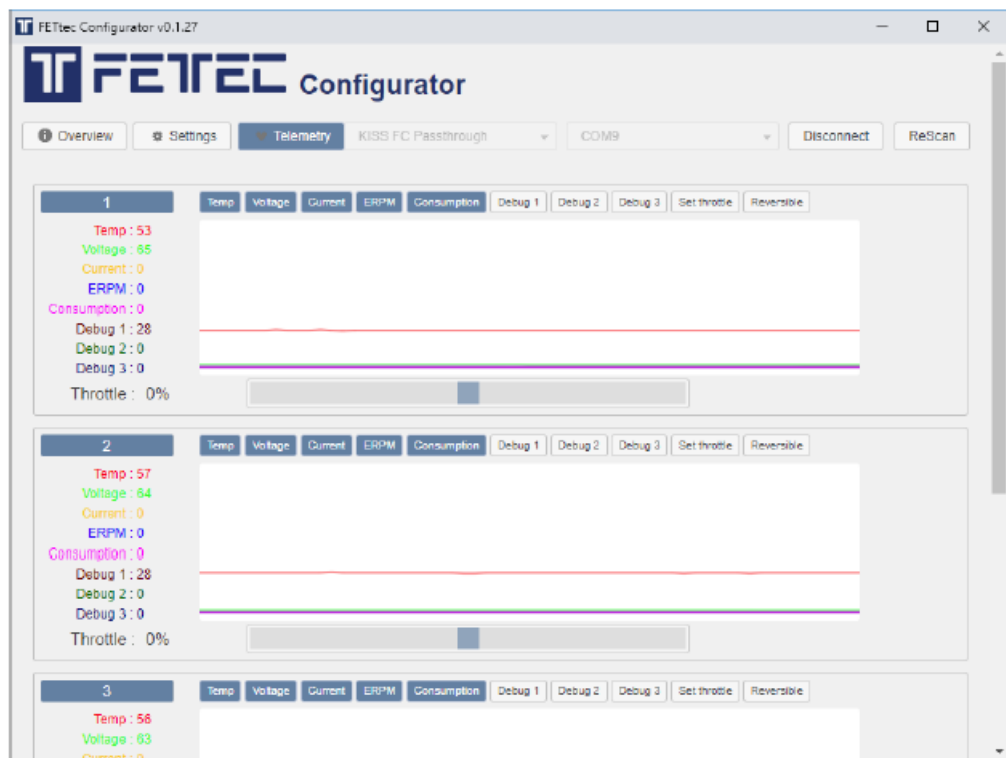 FETtec Configurator v0.1.27
FETTEC Configurator
Overview Settings Telemetry KISS FC Passthrough COM9 Disconnect ReScan
1 Temp Voltage Current ERPM Consumption Debug 1 Debug 2 Debug 3 Set throttle Reversible
Temp : 53
Voltage : 65
Current : 0
ERPM : 0
Consumption : 0
Debug 1 : 28
Debug 2 : 0
Debug 3 : 0
Throttle : 0%
2 Temp Voltage Current ERPM Consumption Debug 1 Debug 2 Debug 3 Set throttle Reversible
Temp : 57
Voltage : 64
Current : 0
ERPM : 0
Consumption : 0
Debug 1 : 28
Debug 2 : 0
Debug 3 : 0
Throttle : 0%
3 Temp Voltage Current ERPM Consumption Debug 1 Debug 2 Debug 3 Set throttle Reversible
Temp : 56
Voltage : 63
Current : 0